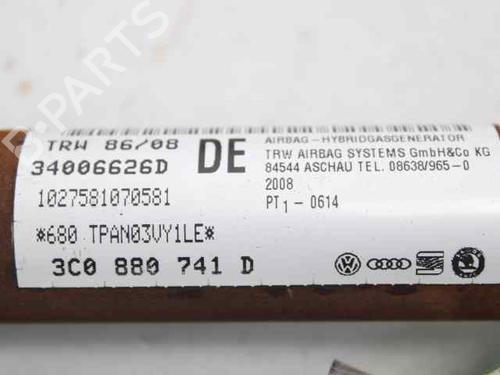 B-PARTS
TRW 86/08
34006626D
1027581070581
*680 TPAN03VY1LE*
3C0 880 741 D
DE
AIRBAG-HYBRIDGASGENERATOR
TRW AIRBAG SYSTEMS GmbH&Co KG
84544 ASCHAU TEL. 08638/965-0
2008
PT1-0614